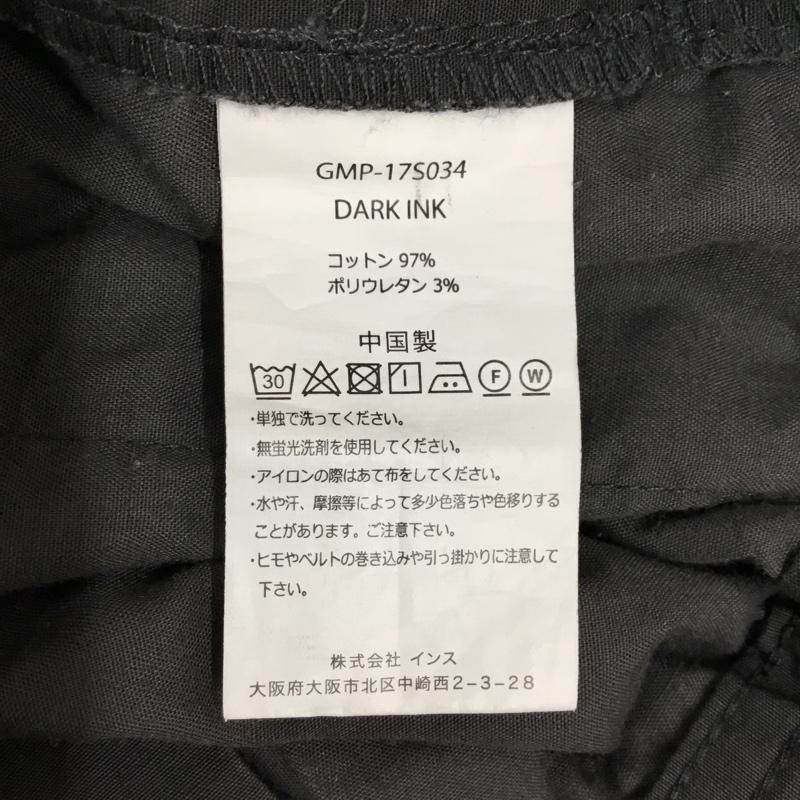 GMP-17S034
DARK INK
コットン 97%
ポリウレタン 3%
中国製
30 F W
・単独で洗ってください。
・無蛍光洗剤を使用してください。
・アイロンの際はあて布をしてください。
・水や汗、摩擦等によって多少色落ちや色移りする
ことがあります。ご注意下さい。
・ヒモやベルトの巻き込みや引っ掛かりに注意して
下さい。
株式会社 インス
大阪府大阪市北区中崎西2-3-28